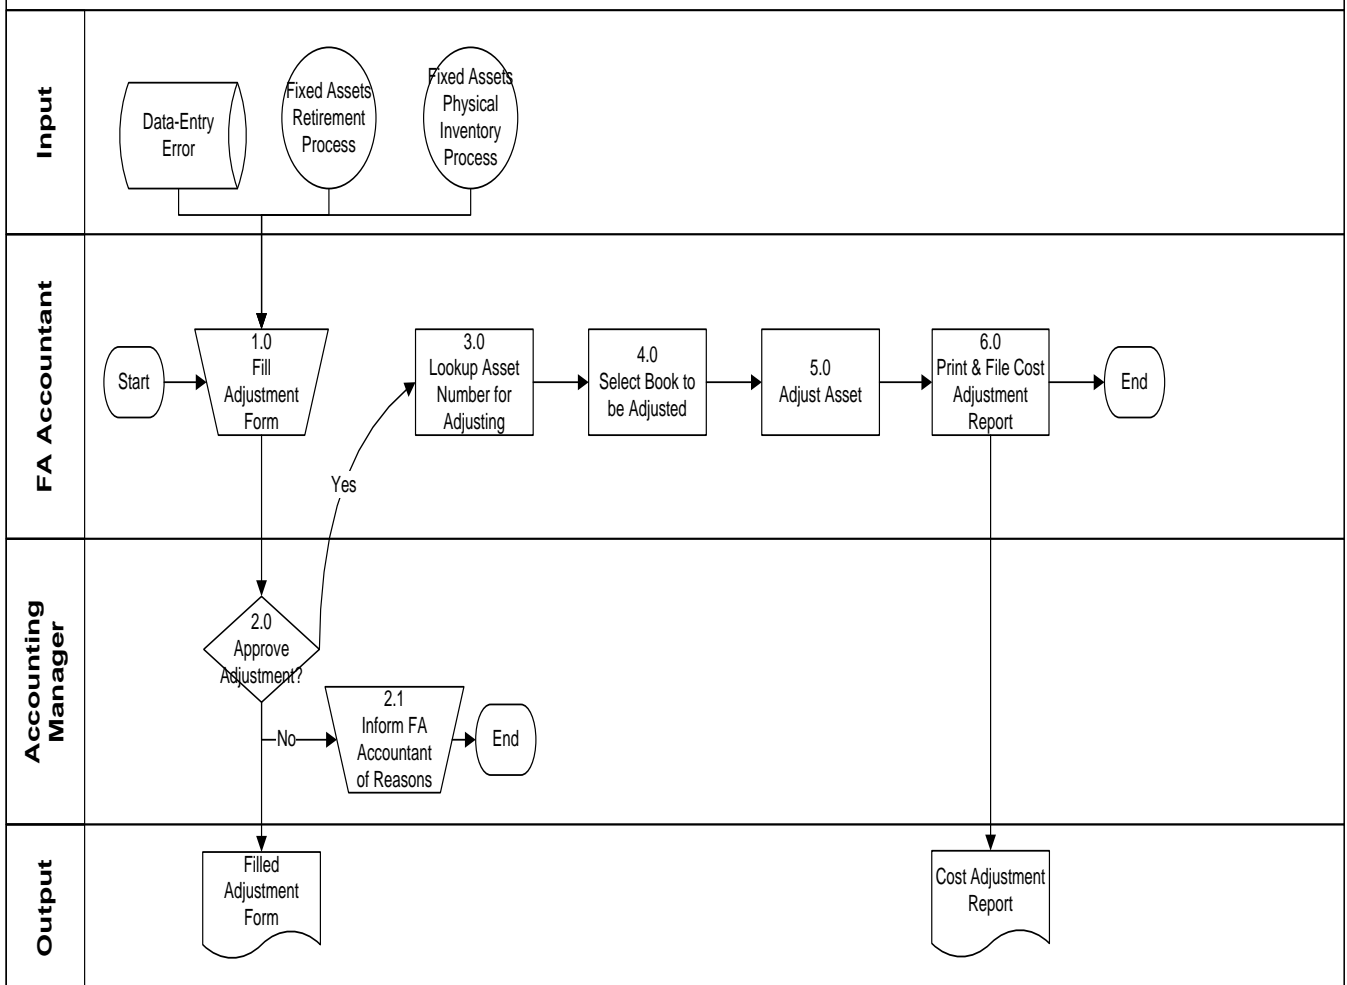 Input
Data-Entry
Error
Fixed Assets
Retirement
Process
Fixed Assets
Physical
Inventory
Process
FA Accountant
Start
1.0
Fill
Adjustment
Form
3.0
Lookup Asset
Number for
Adjusting
4.0
Select Book to
be Adjusted
5.0
Adjust Asset
6.0
Print & File Cost
Adjustment
Report
End
Yes
Accounting
Manager
2.0
Approve
Adjustment?
No
2.1
Inform FA
Accountant
of Reasons
End
Output
Filled
Adjustment
Form
Cost Adjustment
Report